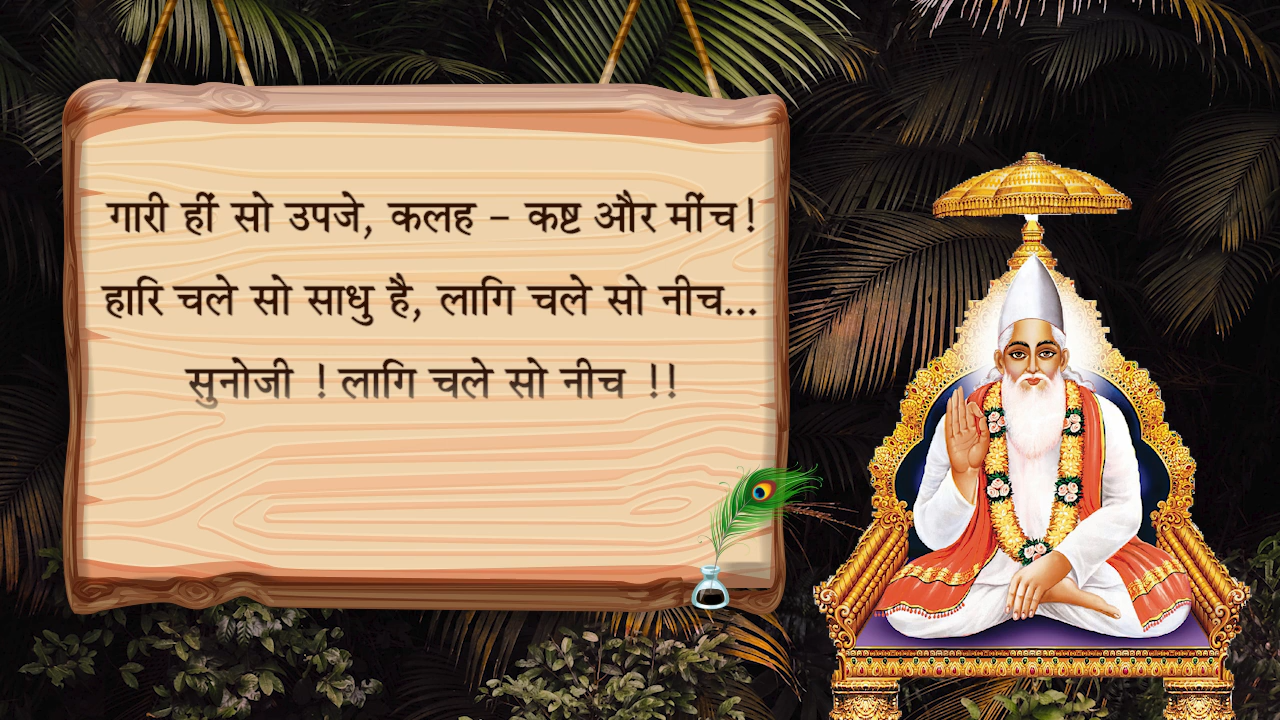 गारी हीं सो उपजे, कलह – कष्ट और मींच!
हारि चले सो साधु है, लागि चले सो नीच...
सुनोजी ! लागि चले सो नीच !!